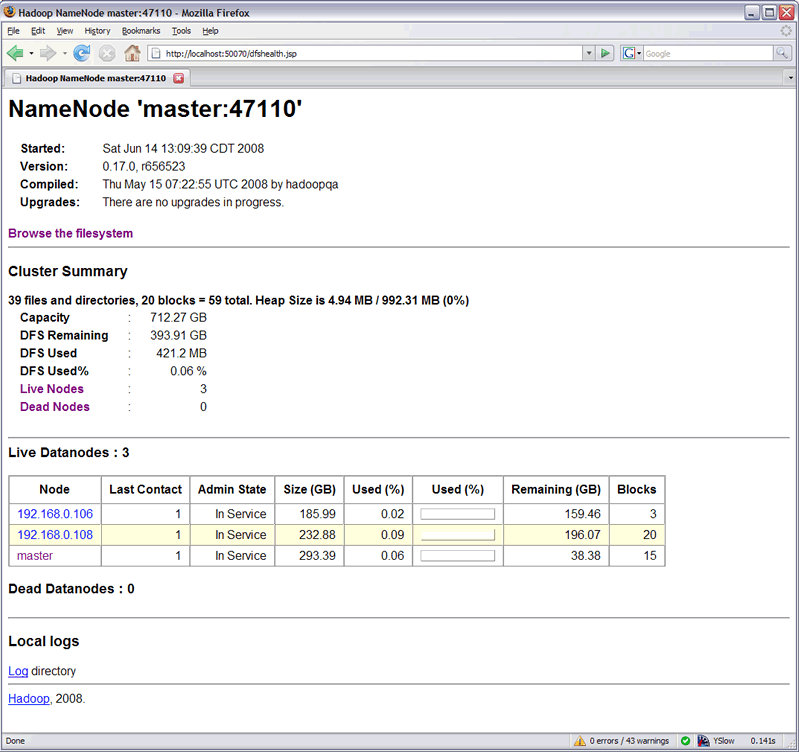 Hadoop NameNode master:47110 - Mozilla Firefox
File Edit View History Bookmarks Tools Help
http://localhost:50070/dfshealth.jsp G Google
Hadoop NameNode master:47110
NameNode 'master:47110'
Started: Sat Jun 14 13:09:39 CDT 2008
Version: 0.17.0, r656523
Compiled: Thu May 15 07:22:55 UTC 2008 by hadoopqa
Upgrades: There are no upgrades in progress.
Browse the filesystem
Cluster Summary
39 files and directories, 20 blocks = 59 total. Heap Size is 4.94 MB / 992.31 MB (0%)
Capacity : 712.27 GB
DFS Remaining : 393.91 GB
DFS Used : 421.2 MB
DFS Used% : 0.06 %
Live Nodes : 3
Dead Nodes : 0
Live Datanodes : 3
Node Last Contact Admin State Size (GB) Used (%) Used (%) Remaining (GB) Blocks
192.168.0.106 1 In Service 185.99 0.02 159.46 3
192.168.0.108 1 In Service 232.88 0.09 196.07 20
master 1 In Service 293.39 0.06 38.38 15
Dead Datanodes : 0
Local logs
Log directory
Hadoop, 2008.
Done 0 errors / 43 warnings YSlow 0.141s